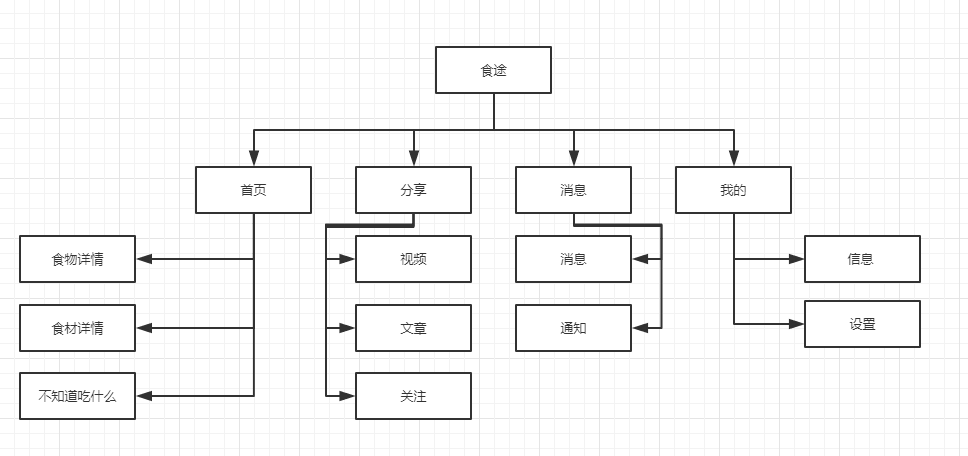 食途
首页
分享
消息
我的
食物详情
视频
消息
信息
食材详情
文章
通知
设置
不知道吃什么
关注